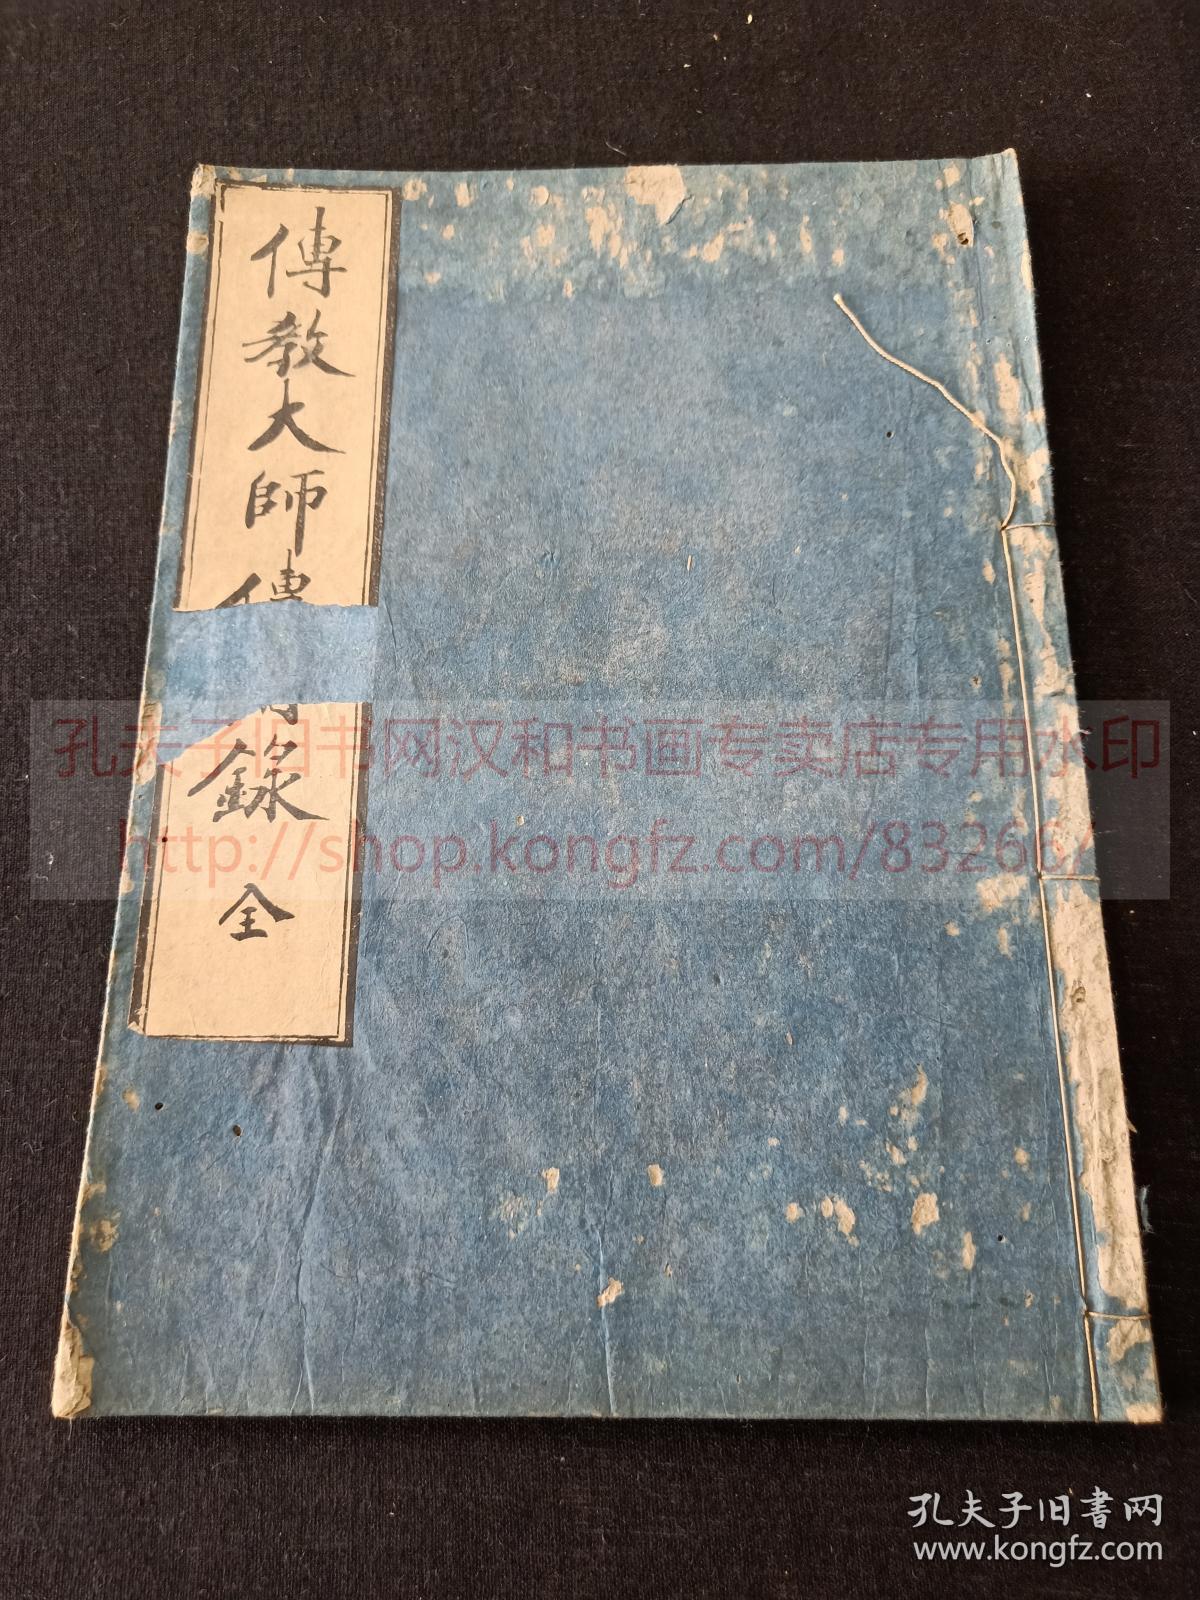 傳教大師傳
錄 全
孔夫子旧书网汉和书画专卖店专用水印
http://shop.kongfz.com/83266/
孔夫子旧書网
www.kongfz.com